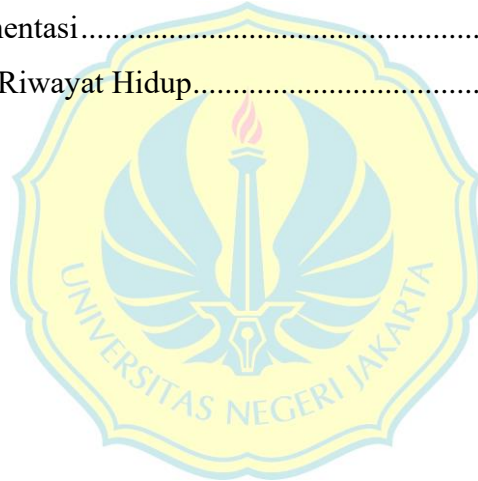 mentasi..................................................
Riwayat Hidup....................................
UNIVERSITAS NEGERI JAKARTA